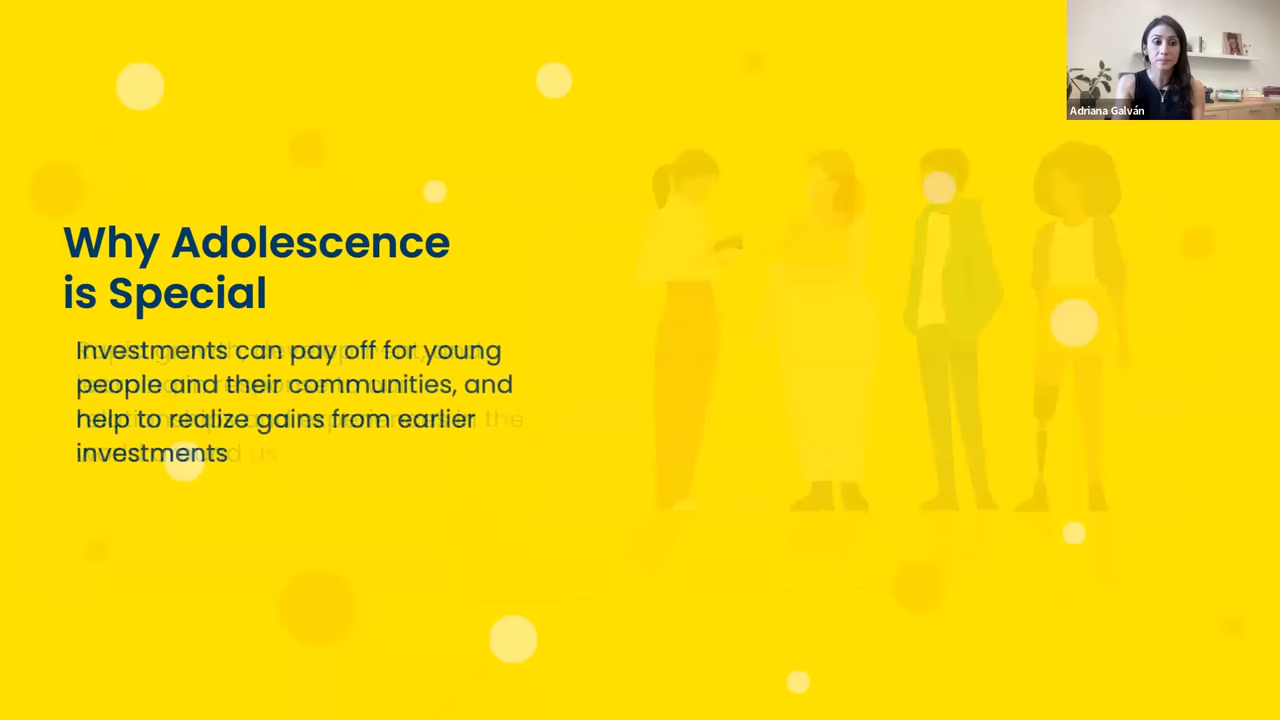 Adriana Galván
Why Adolescence
is Special
Investments can pay off for young
people and their communities, and
help to realize gains from earlier
investments